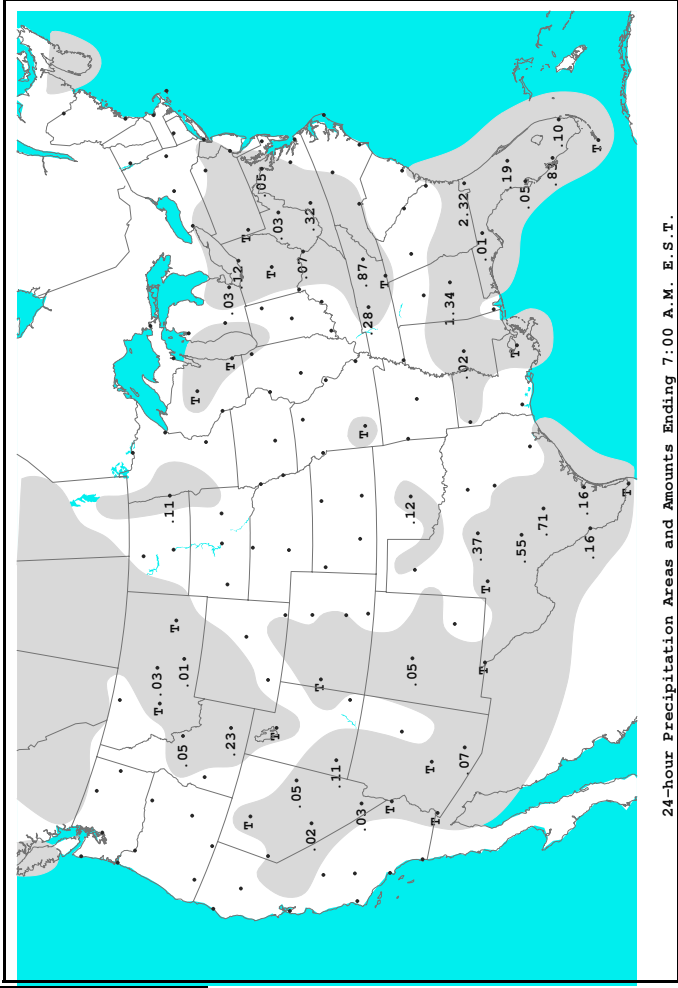 T .03
.05 .01 T .11
T
.23 T .03 .12 T
T T T .05
.05 .03
.02 T .07 .32
.11
.03 T .28 .87
T T
.05 .12
T T 1.34
.07 .02 2.32
T T .37 .01
.55 T .19
.71 .05
.83 .10
.16 .16
T T
24-hour Precipitation Areas and Amounts Ending 7:00 A.M. E.S.T.